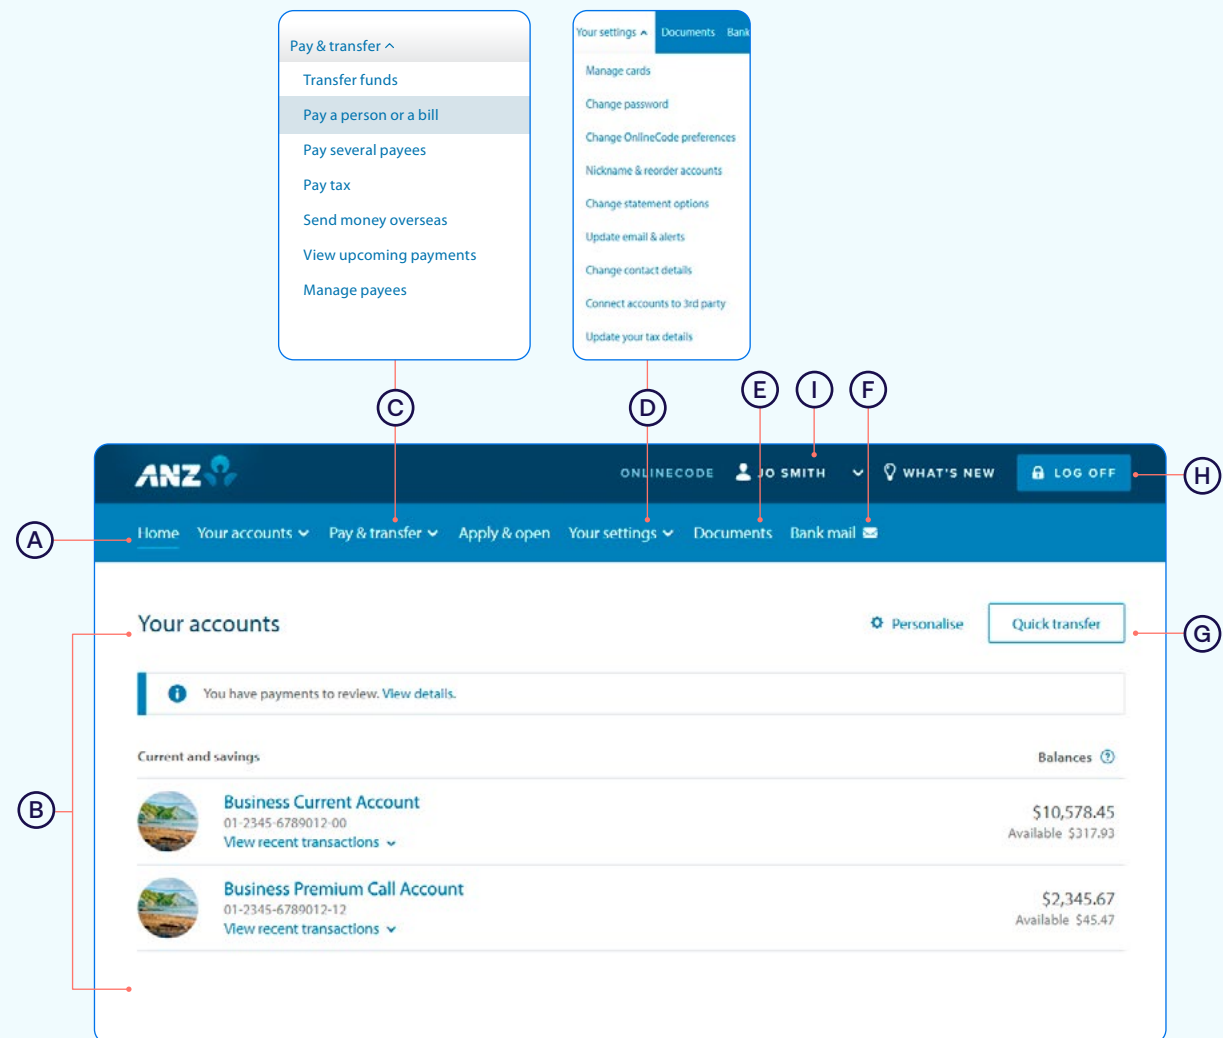 Pay & transfer
Transfer funds
Pay a person or a bill
Pay several payees
Pay tax
Send money overseas
View upcoming payments
Manage payees
Your settings Documents Bank
Manage cards
Change password
Change OnlineCode preferences
Nickname & reorder accounts
Change statement options
Update email & alerts
Change contact details
Connect accounts to 3rd party
Update your tax details
C D E I F
ANZ ONLINECODE JO SMITH WHAT'S NEW LOG OFF H
A Home Your accounts Pay & transfer Apply & open Your settings Documents Bank mail
Your accounts Personalise Quick transfer G
You have payments to review. View details.
Current and savings Balances ?
B
Business Current Account $10,578.45
01-2345-6789012-00 Available $317.93
View recent transactions
Business Premium Call Account $2,345.67
01-2345-6789012-12 Available $45.47
View recent transactions